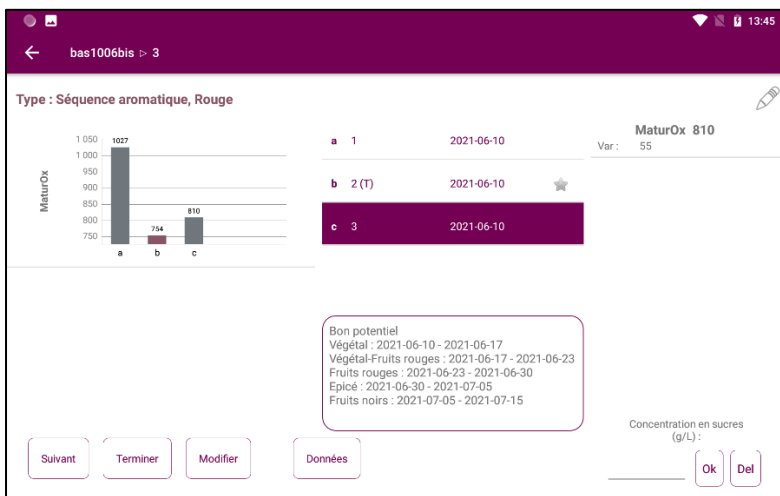 13:45
bas1006bis ▷ 3
Type : Séquence aromatique, Rouge
MaturOx
1 050
1 000
950
900
850
800
750
1027
754
810
a
b
c
a 1 2021-06-10
b 2 (T) 2021-06-10
c 3 2021-06-10
MaturOx 810
Var : 55
Bon potentiel
Végétal : 2021-06-10 - 2021-06-17
Végétal-Fruits rouges : 2021-06-17 - 2021-06-23
Fruits rouges : 2021-06-23 - 2021-06-30
Epicé : 2021-06-30 - 2021-07-05
Fruits noirs : 2021-07-05 - 2021-07-15
Concentration en sucres
(g/L) :
Suivant
Terminer
Modifier
Données
Ok
Del